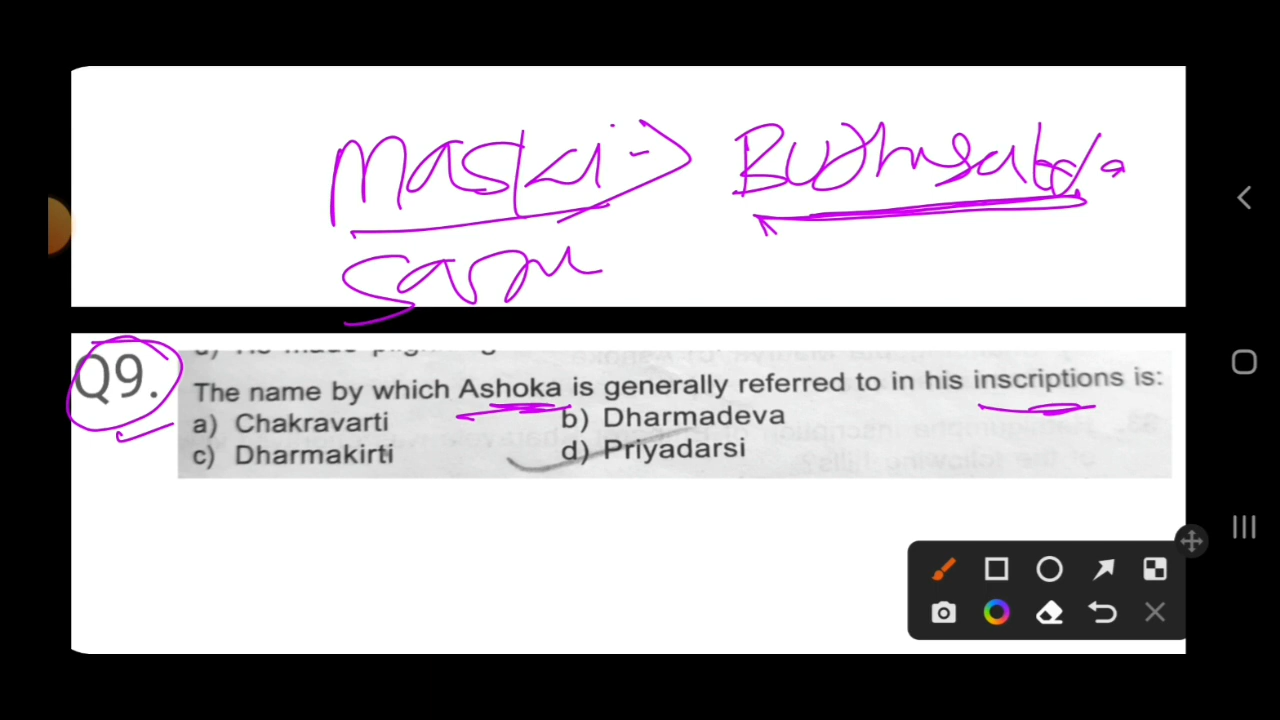 Maski →
Q9.
The name by which Ashoka is generally referred to in his inscriptions is:
a) Chakravarti b) Dharmadeva
c) Dharmakirti d) Priyadarsi